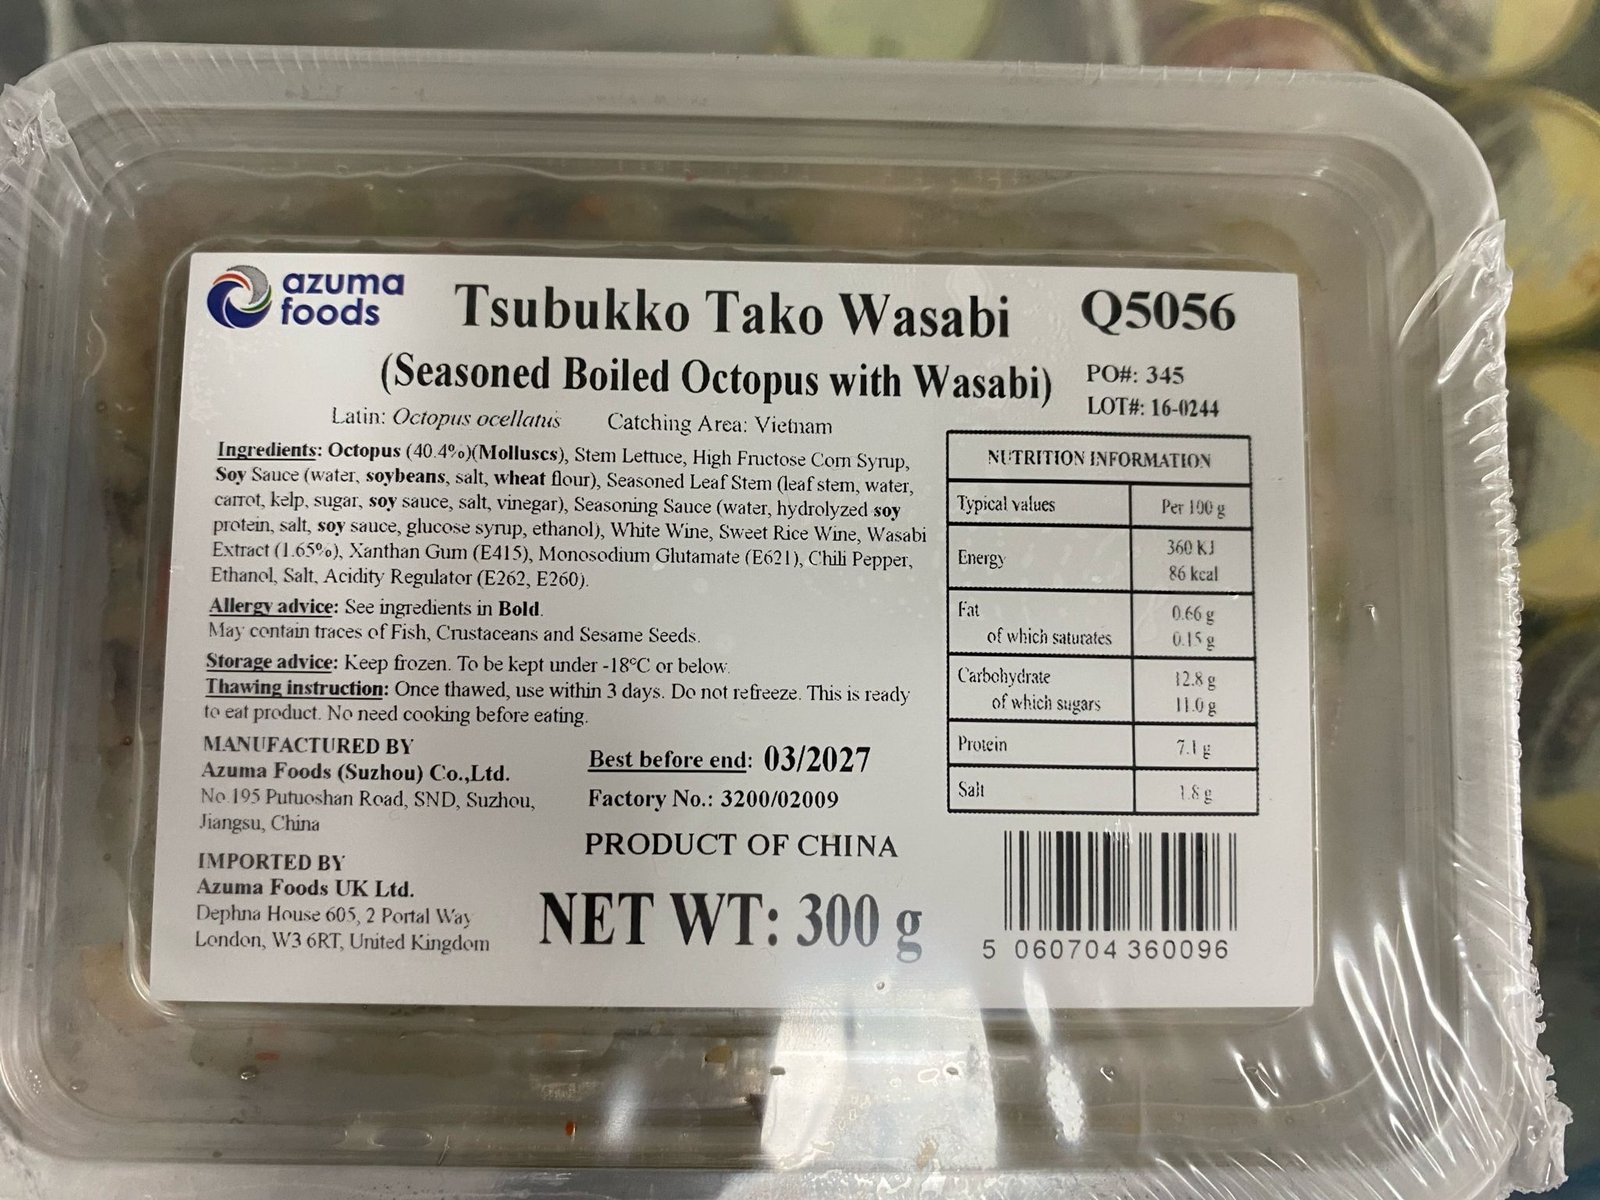 azuma
foods
Tsubukko Tako Wasabi
Q5056
(Seasoned Boiled Octopus with Wasabi)
PO#: 345
LOT#: 16-0244
Latin: Octopus ocellatus Catching Area: Vietnam
Ingredients: Octopus (40.4%)(Molluscs), Stem Lettuce, High Fructose Corn Syrup,
Soy Sauce (water, soybeans, salt, wheat flour), Seasoned Leaf Stem (leaf stem, water,
carrot, kelp, sugar, soy sauce, salt, vinegar), Seasoning Sauce (water, hydrolyzed soy
protein, salt, soy sauce, glucose syrup, ethanol), White Wine, Sweet Rice Wine, Wasabi
Extract (1.65%), Xanthan Gum (E415), Monosodium Glutamate (E621), Chili Pepper,
Ethanol, Salt, Acidity Regulator (E262, E260).
Allergy advice: See ingredients in Bold.
May contain traces of Fish, Crustaceans and Sesame Seeds.
Storage advice: Keep frozen. To be kept under -18°C or below.
Thawing instruction: Once thawed, use within 3 days. Do not refreeze. This is ready
to eat product. No need cooking before eating.
MANUFACTURED BY
Azuma Foods (Suzhou) Co.,Ltd.
No.195 Putuoshan Road, SND, Suzhou,
Jiangsu, China
IMPORTED BY
Azuma Foods UK Ltd.
Dephna House 605, 2 Portal Way
London, W3 6RT, United Kingdom
Best before end: 03/2027
Factory No.: 3200/02009
PRODUCT OF CHINA
NET WT: 300 g
NUTRITION INFORMATION
Typical values Per 100 g
Energy 360 KJ
86 kcal
Fat 0.66 g
of which saturates 0.15 g
Carbohydrate 12.8 g
of which sugars 11.0 g
Protein 7.1 g
Salt 1.8 g
5 060704 360096